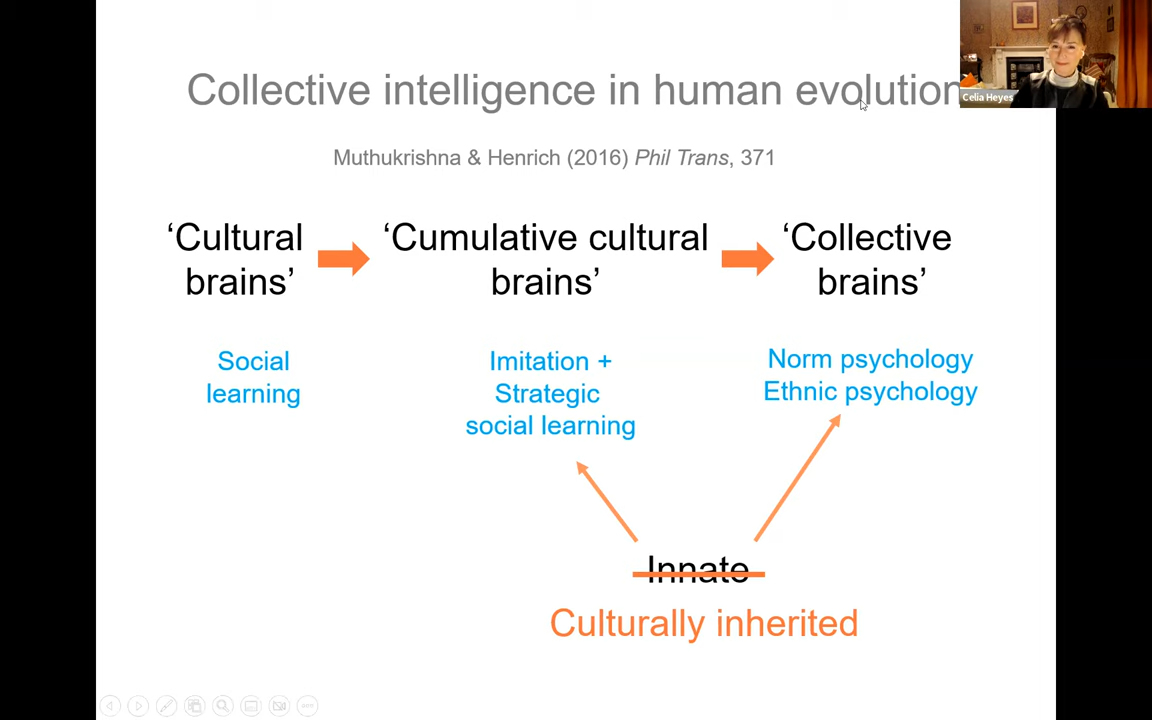 Collective intelligence in human evolution
Celia Heyes
Muthukrishna & Henrich (2016) Phil Trans, 371
‘Cultural
brains’
‘Cumulative cultural
brains’
‘Collective
brains’
Social
learning
Imitation +
Strategic
social learning
Norm psychology
Ethnic psychology
Innate
Culturally inherited